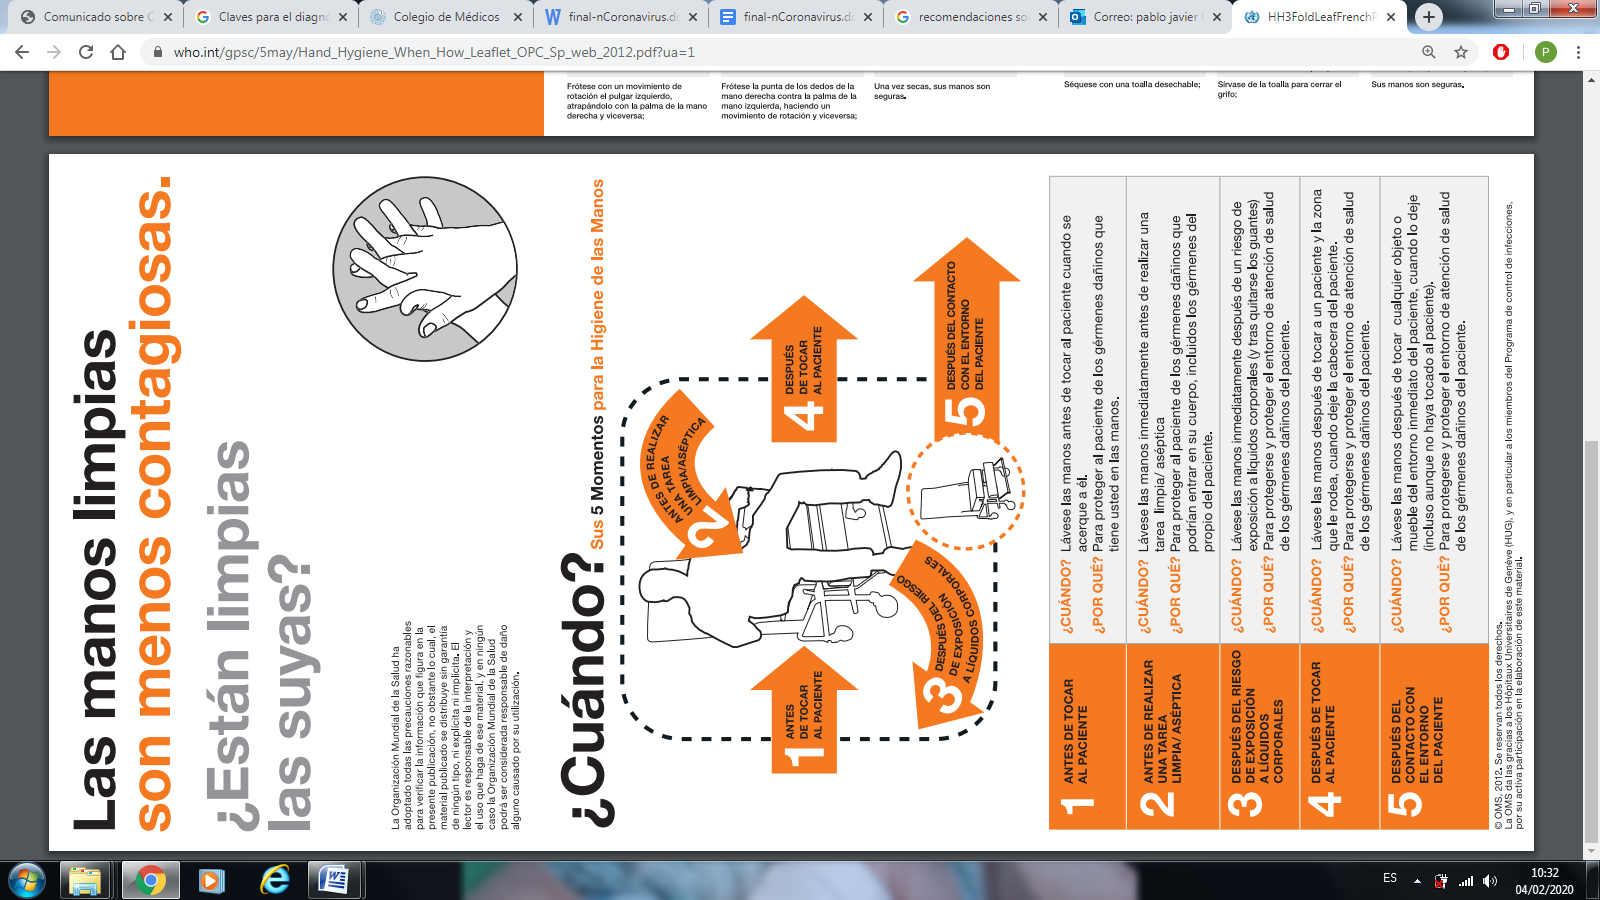 Comunicado sobre C
Claves para el diagnó
Colegio de Médicos
final-nCoronavirus.do
final-nCoronavirus.do
recomendaciones so
Correo: pablo javier
HH3FoldLeafFrenchP
who.int/gpsc/5may/Hand_Hygiene_When_How_Leaflet_OPC_Sp_web_2012.pdf?ua=1
P
Frótese con un movimiento de
rotación el pulgar izquierdo,
atrapándolo con la palma de la mano
derecha y viceversa;
Frótese la punta de los dedos de la
mano derecha contra la palma de la
mano izquierda, haciendo un
movimiento de rotación y viceversa;
Una vez secas, sus manos son
seguras.
Séquese con una toalla desechable;
Sírvase de la toalla para cerrar el
grifo;
Sus manos son seguras.
Las manos limpias
son menos contagiosas.
¿Están limpias
las suyas?
La Organización Mundial de la Salud ha
adoptado todas las precauciones razonables
para verificar la información que figura en la
presente publicación, no obstante lo cual, el
material publicado se distribuye sin garantía
de ningún tipo, ni explícita ni implícita. El
lector es responsable de la interpretación y
el uso que haga de ese material, y en ningún
caso la Organización Mundial de la Salud
podrá ser considerada responsable de daño
alguno causado por su utilización.
¿Cuándo?
Sus 5 Momentos para la Higiene de las Manos
1
ANTES
DE TOCAR
AL PACIENTE
2
ANTES DE REALIZAR
UNA TAREA
LIMPIA/ASÉPTICA
3
DESPUÉS DEL RIESGO
DE EXPOSICIÓN
A LÍQUIDOS CORPORALES
4
DESPUÉS
DE TOCAR
AL PACIENTE
5
DESPUÉS DEL CONTACTO
CON EL ENTORNO
DEL PACIENTE
1
ANTES DE TOCAR
AL PACIENTE
¿CUÁNDO? Lávese las manos antes de tocar al paciente cuando se
acerque a él.
¿POR QUÉ? Para proteger al paciente de los gérmenes dañinos que
tiene usted en las manos.
2
ANTES DE REALIZAR
UNA TAREA
LIMPIA/ ASÉPTICA
¿CUÁNDO? Lávese las manos inmediatamente antes de realizar una
tarea limpia/ aséptica
¿POR QUÉ? Para proteger al paciente de los gérmenes dañinos que
podrían entrar en su cuerpo, incluidos los gérmenes del
propio del paciente.
3
DESPUÉS DEL RIESGO
DE EXPOSICIÓN
A LÍQUIDOS
CORPORALES
¿CUÁNDO? Lávese las manos inmediatamente después de un riesgo de
exposición a líquidos corporales (y tras quitarse los guantes)
¿POR QUÉ? Para protegerse y proteger el entorno de atención de salud
de los gérmenes dañinos del paciente.
4
DESPUÉS DE TOCAR
AL PACIENTE
¿CUÁNDO? Lávese las manos después de tocar a un paciente y la zona
que le rodea, cuando deje la cabecera del paciente.
¿POR QUÉ? Para protegerse y proteger el entorno de atención de salud
de los gérmenes dañinos del paciente.
5
DESPUÉS DEL
CONTACTO CON
EL ENTORNO
DEL PACIENTE
¿CUÁNDO? Lávese las manos después de tocar cualquier objeto o
mueble del entorno inmediato del paciente, cuando lo deje
(incluso aunque no haya tocado al paciente).
¿POR QUÉ? Para protegerse y proteger el entorno de atención de salud
de los gérmenes dañinos del paciente.
© OMS, 2012. Se reservan todos los derechos.
La OMS da las gracias a los Hôpitaux Universitaires de Genève (HUG), y en particular a los miembros del Programa de control de infecciones,
por su activa participación en la elaboración de este material.
ES
10:32
04/02/2020